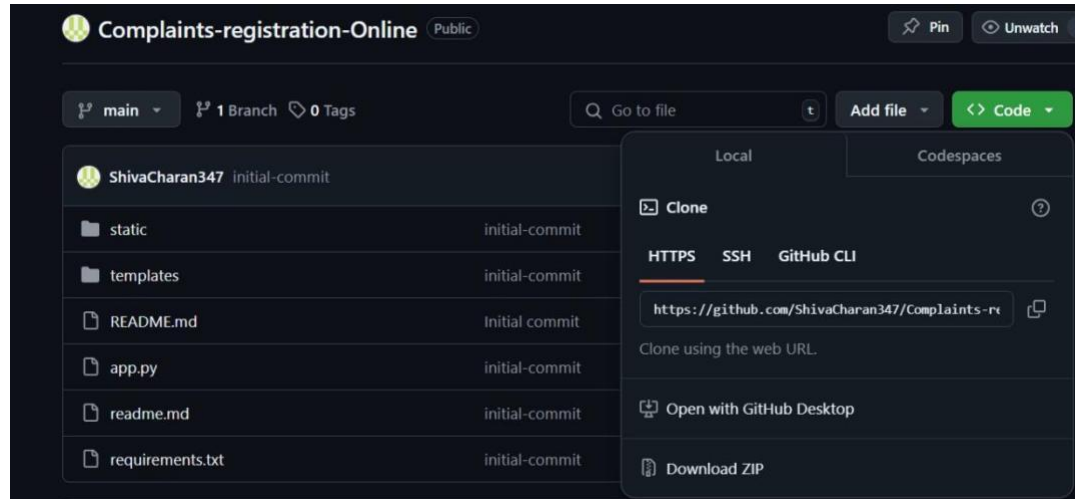 Complaints-registration-Online Public
Pin
Unwatch
main
1 Branch
0 Tags
Go to file
t
Add file
<> Code
ShivaCharan347 initial-commit
static initial-commit
templates initial-commit
README.md Initial commit
app.py initial-commit
readme.md initial-commit
requirements.txt initial-commit
Local
Codespaces
Clone
HTTPS SSH GitHub CLI
https://github.com/ShivaCharan347/Complaints-re
Clone using the web URL.
Open with GitHub Desktop
Download ZIP